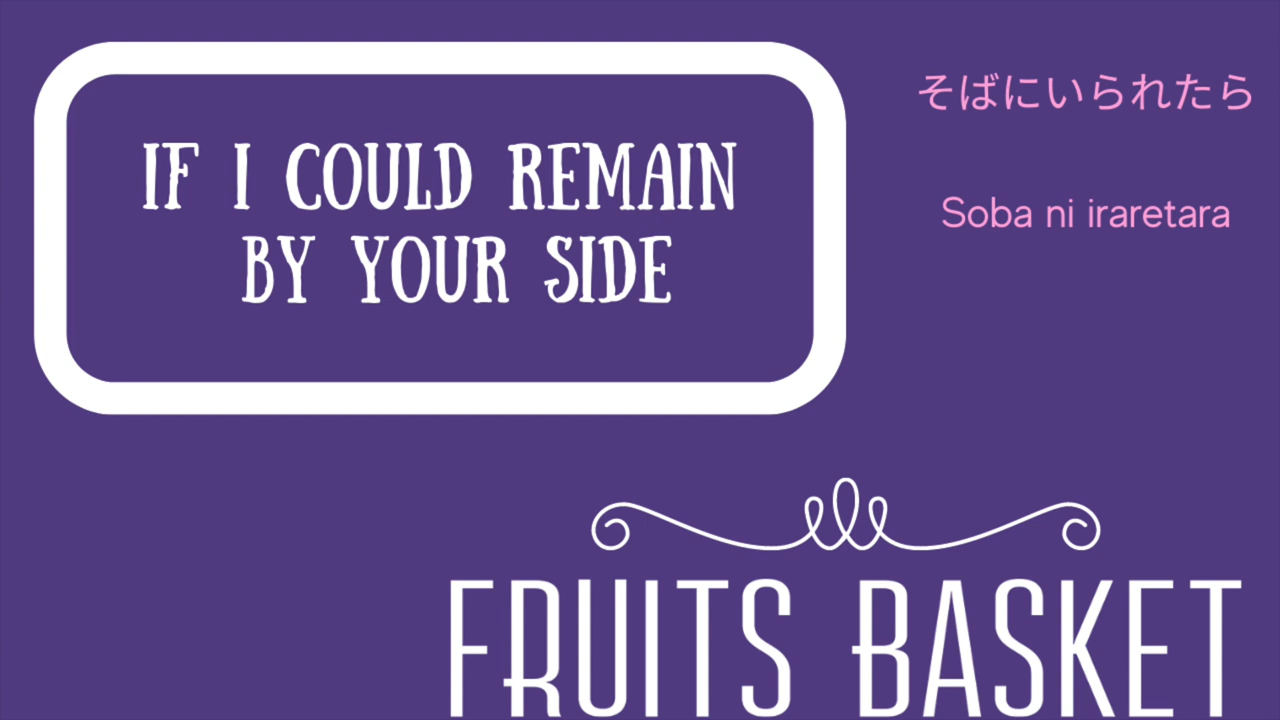 IF I COULD REMAIN
BY YOUR SIDE
そばにいられたら
Soba ni iraretara
FRUITS BASKET